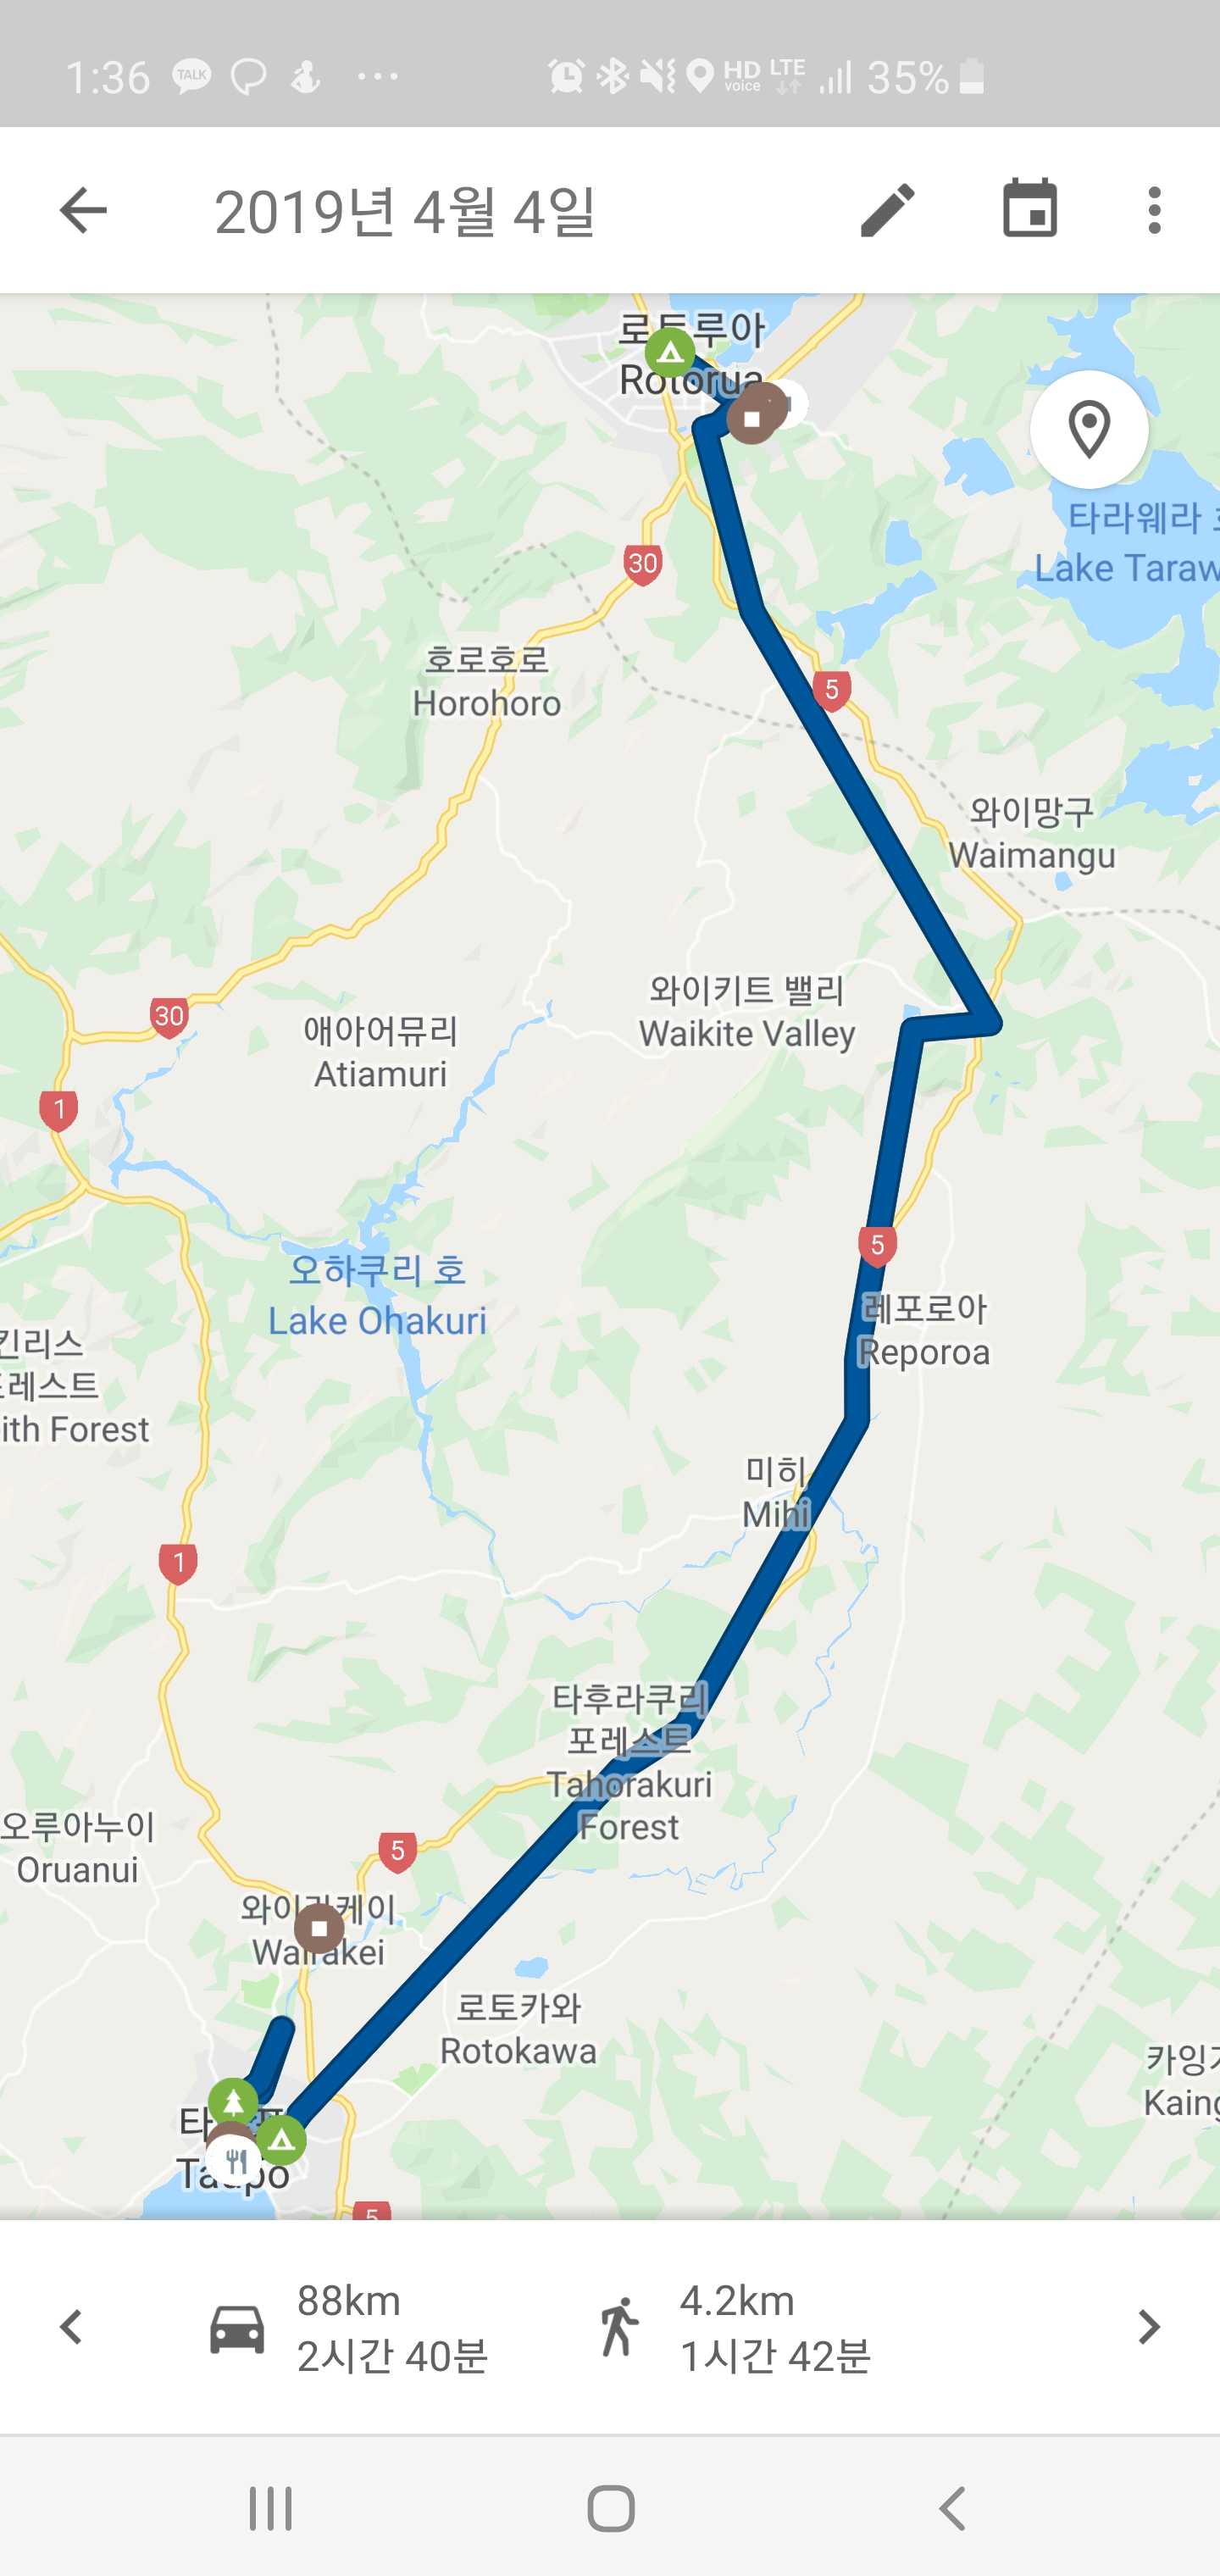 1:36
TALK
HD voice
LTE
35%
2019년 4월 4일
Rotorua
타라웨라
Lake Taraw
30
호로호로
Horohoro
5
와이망구
Waimangu
와이키트 밸리
Waikite Valley
30
애아어뮤리
Atiamuri
1
5
오하쿠리 호
Lake Ohakuri
레포로아
Reporoa
킨리스
레스트
ith Forest
미히
Mihi
1
타후라쿠리
포레스트
Tahorakuri
Forest
오루아누이
Oruanui
5
Wairakei
로토카와
Rotokawa
카잉
Kaing
Taupo
5
88km
2시간 40분
4.2km
1시간 42분